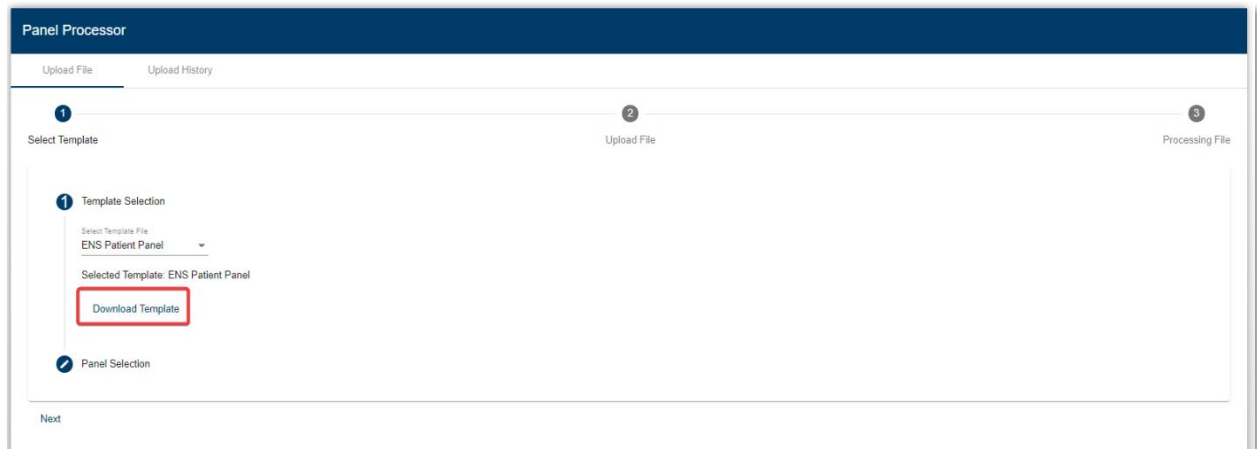 Panel Processor
Upload File Upload History
1 2 3
Select Template Upload File Processing File
1 Template Selection
Select Template File
ENS Patient Panel
Selected Template: ENS Patient Panel
Download Template
Panel Selection
Next